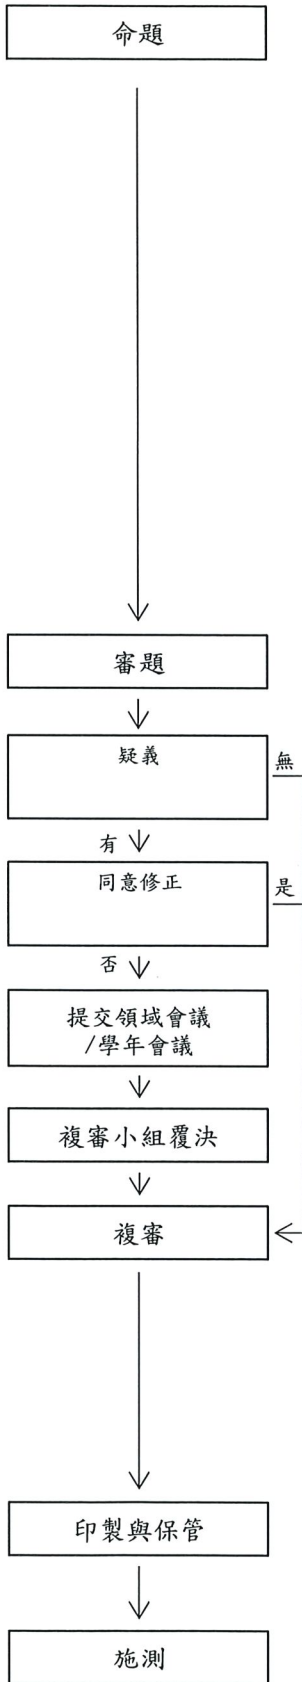 命題
審題
疑義
無
有
同意修正
是
否
提交領域會議
/學年會議
複審小組覆決
複審
印製與保管
施測